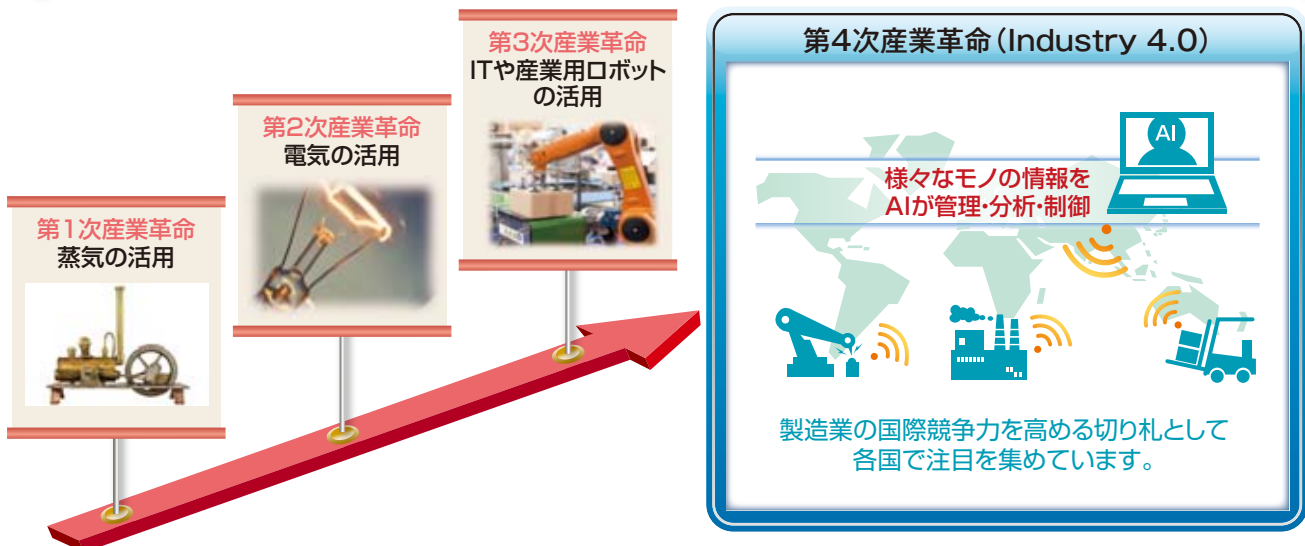 第1次産業革命
蒸気の活用
第2次産業革命
電気の活用
第3次産業革命
ITや産業用ロボット
の活用
第4次産業革命（Industry 4.0）
AI
様々なモノの情報を
AIが管理・分析・制御
製造業の国際競争力を高める切り札として
各国で注目を集めています。